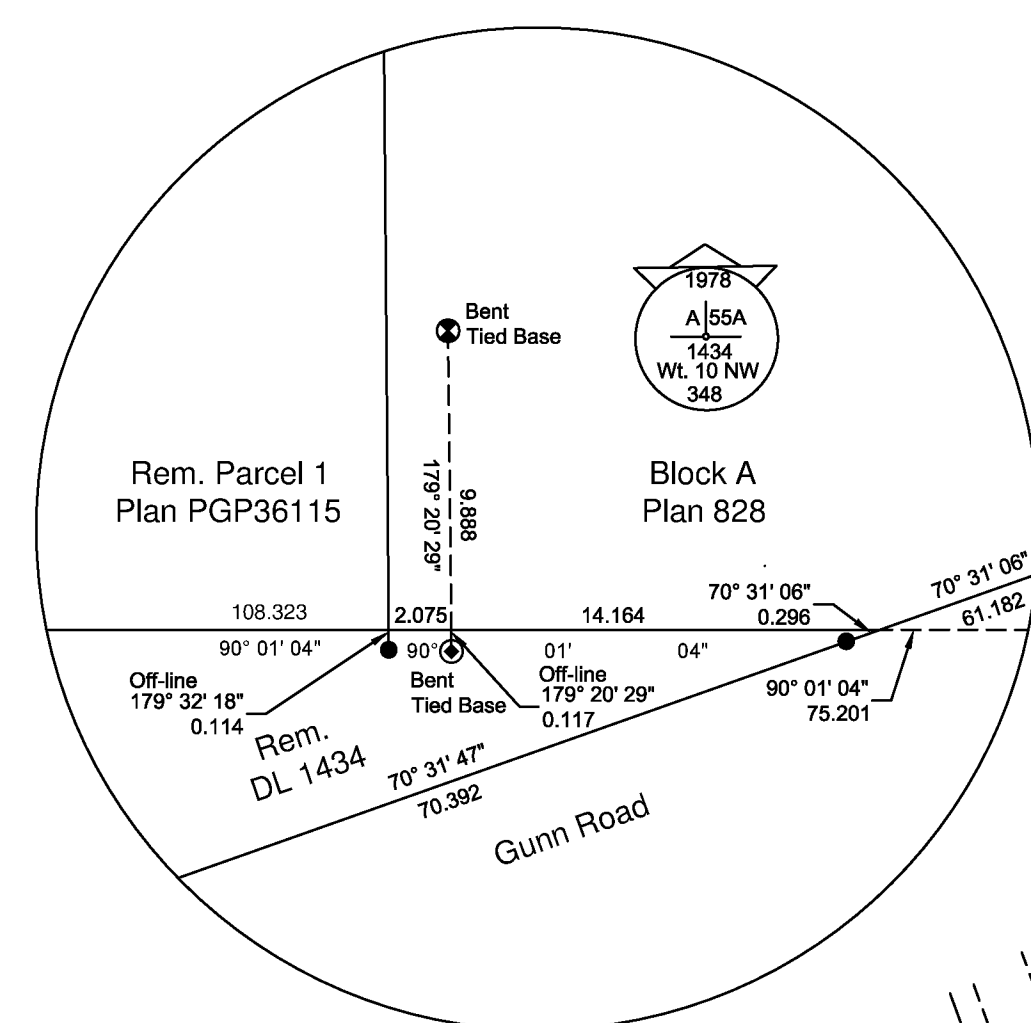 1978
A 55A
1434
Wt. 10 NW
348
Bent
Tied Base
Rem. Parcel 1
Plan PGP36115
179° 20' 29"
9.888
Block A
Plan 828
70° 31' 06"
0.296
70° 31' 06"
61.182
108.323
2.075
14.164
90° 01' 04"
90° 01' 04"
Off-line
179° 32' 18"
0.114
Bent
Tied Base
Off-line
179° 20' 29"
0.117
90° 01' 04"
75.201
Rem.
DL 1434
70° 31' 47"
70.392
Gunn Road